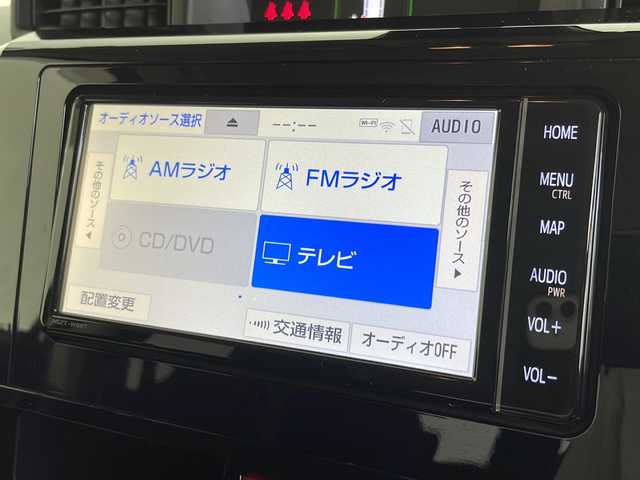 オーディオソース選択
--:--
Wi-Fi
AUDIO
その他のソース
AMラジオ
FMラジオ
その他のソース
CD/DVD
テレビ
配置変更
交通情報
オーディオOFF
HOME
MENU
CTRL
MAP
AUDIO
PWR
VOL+
VOL-